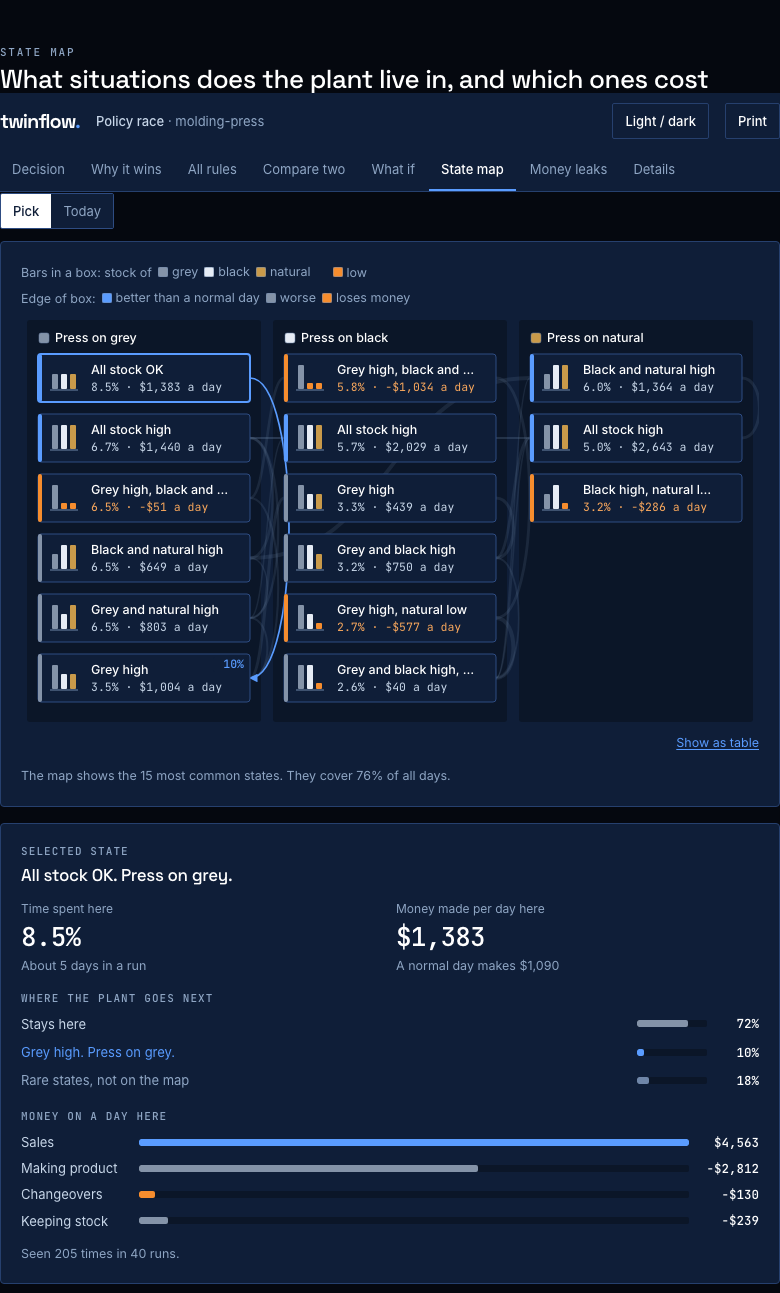 STATE MAP
What situations does the plant live in, and which ones cost
twinflow. Policy race · molding-press Light / dark Print
Decision Why it wins All rules Compare two What if State map Money leaks Details
Pick Today
Bars in a box: stock of grey black natural low
Edge of box: better than a normal day worse loses money
Press on grey
All stock OK
8.5% · $1,383 a day
All stock high
6.7% · $1,440 a day
Grey high, black and ...
6.5% · -$51 a day
Black and natural high
6.5% · $649 a day
Grey and natural high
6.5% · $803 a day
Grey high 10%
3.5% · $1,004 a day
Press on black
Grey high, black and ...
5.8% · -$1,034 a day
All stock high
5.7% · $2,029 a day
Grey high
3.3% · $439 a day
Grey and black high
3.2% · $750 a day
Grey high, natural low
2.7% · -$577 a day
Grey and black high, ...
2.6% · $40 a day
Press on natural
Black and natural high
6.0% · $1,364 a day
All stock high
5.0% · $2,643 a day
Black high, natural l...
3.2% · -$286 a day
Show as table
The map shows the 15 most common states. They cover 76% of all days.
SELECTED STATE
All stock OK. Press on grey.
Time spent here
8.5%
About 5 days in a run
Money made per day here
$1,383
A normal day makes $1,090
WHERE THE PLANT GOES NEXT
Stays here 72%
Grey high. Press on grey. 10%
Rare states, not on the map 18%
MONEY ON A DAY HERE
Sales $4,563
Making product -$2,812
Changeovers -$130
Keeping stock -$239
Seen 205 times in 40 runs.